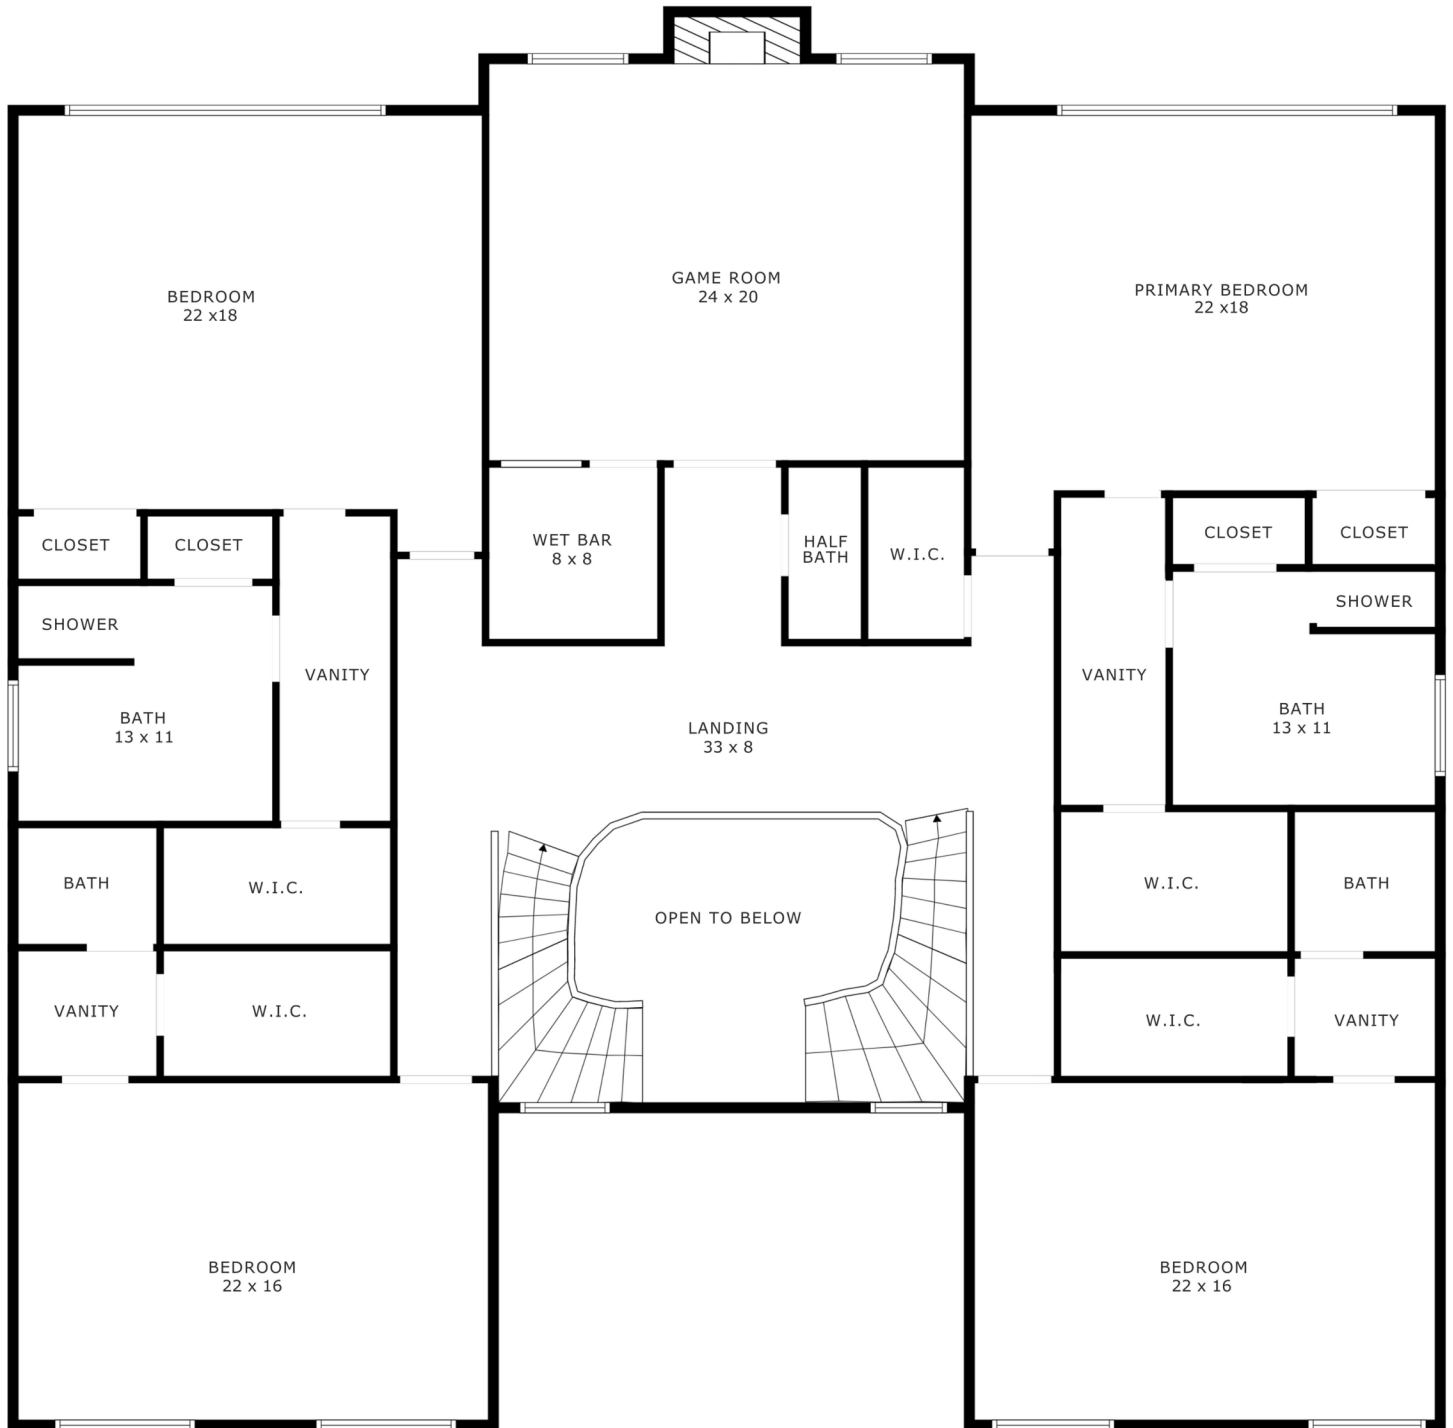 GAME ROOM
24 x 20
PRIMARY BEDROOM
22 x18
BEDROOM
22 x18
CLOSET
CLOSET
WET BAR
8 x 8
HALF
BATH
W.I.C.
CLOSET
CLOSET
SHOWER
SHOWER
VANITY
VANITY
BATH
13 x 11
LANDING
33 x 8
BATH
13 x 11
BATH
W.I.C.
OPEN TO BELOW
W.I.C.
BATH
VANITY
W.I.C.
W.I.C.
VANITY
BEDROOM
22 x 16
BEDROOM
22 x 16